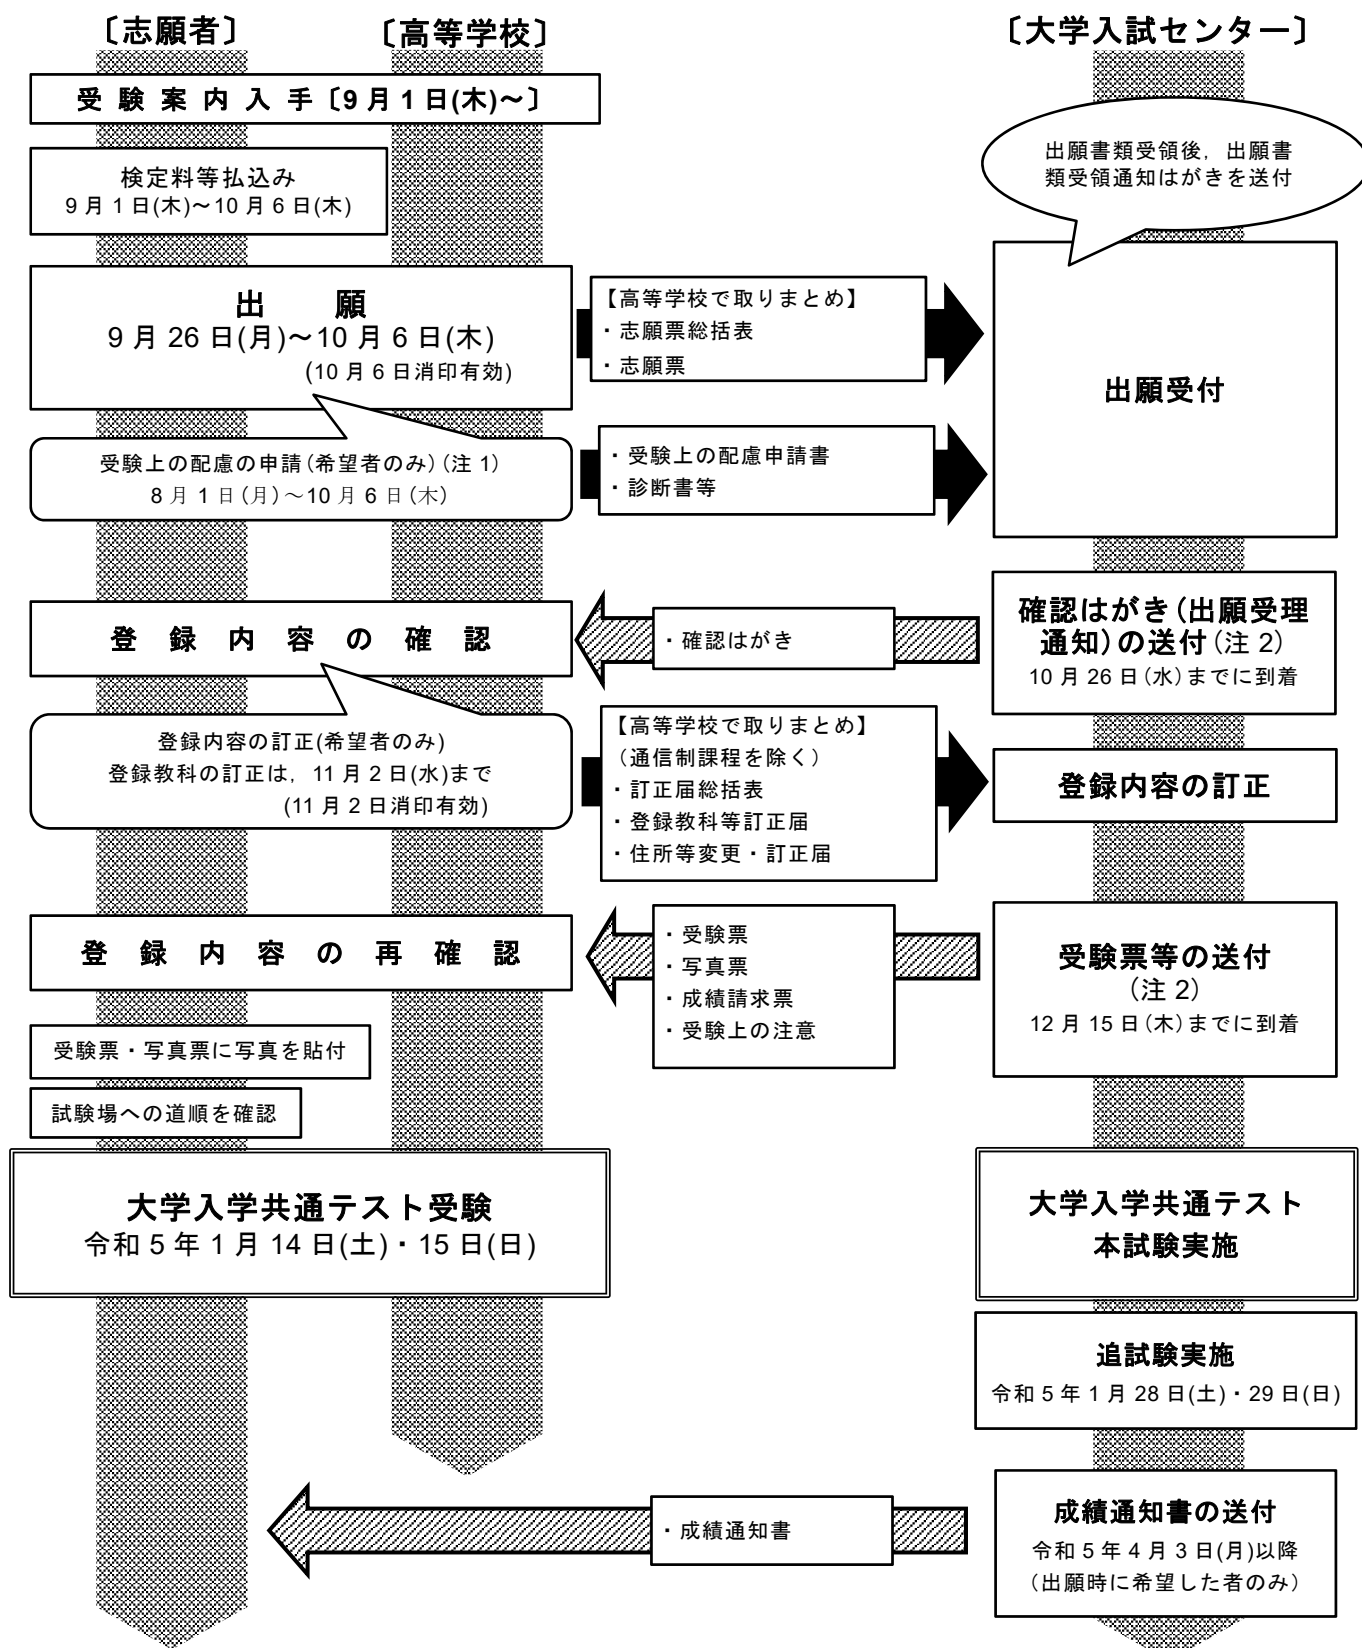 〔志願者〕
〔高等学校〕
〔大学入試センター〕
受験案内入手〔9月1日(木)～〕
検定料等払込み
9月1日(木)～10月6日(木)
出願書類受領後，出願書
類受領通知はがきを送付
出　願
9月26日(月)～10月6日(木)
(10月6日消印有効)
【高等学校で取りまとめ】
・志願票総括表
・志願票
出願受付
受験上の配慮の申請(希望者のみ)(注1)
8月1日(月)～10月6日(木)
・受験上の配慮申請書
・診断書等
登録内容の確認
・確認はがき
確認はがき(出願受理
通知)の送付(注2)
10月26日(水)までに到着
登録内容の訂正(希望者のみ)
登録教科の訂正は，11月2日(水)まで
(11月2日消印有効)
【高等学校で取りまとめ】
(通信制課程を除く)
・訂正届総括表
・登録教科等訂正届
・住所等変更・訂正届
登録内容の訂正
登録内容の再確認
・受験票
・写真票
・成績請求票
・受験上の注意
受験票等の送付
(注2)
12月15日(木)までに到着
受験票・写真票に写真を貼付
試験場への道順を確認
大学入学共通テスト受験
令和5年1月14日(土)・15日(日)
大学入学共通テスト
本試験実施
追試験実施
令和5年1月28日(土)・29日(日)
・成績通知書
成績通知書の送付
令和5年4月3日(月)以降
(出願時に希望した者のみ)